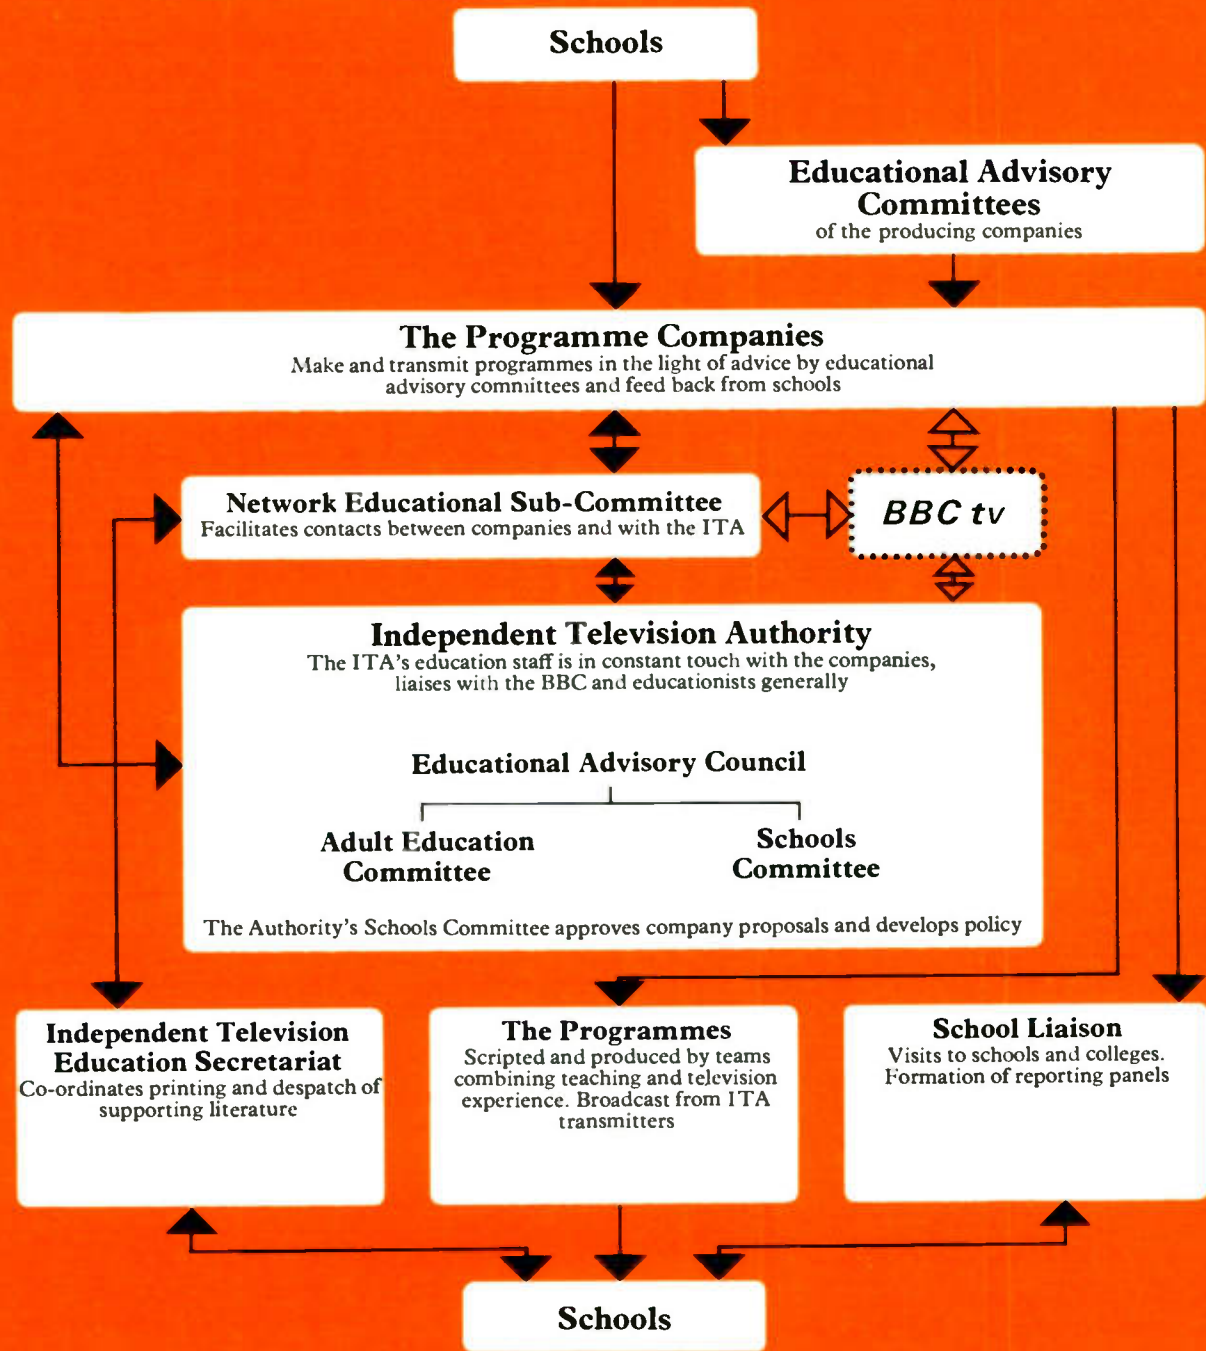 Schools
Educational Advisory
Committees
of the producing companies
The Programme Companies
Make and transmit programmes in the light of advice by educational
advisory committees and feed back from schools
Network Educational Sub-Committee
Facilitates contacts between companies and with the ITA
BBC tv
Independent Television Authority
The ITA's education staff is in constant touch with the companies,
liaises with the BBC and educationists generally
Educational Advisory Council
Adult Education
Committee
Schools
Committee
The Authority's Schools Committee approves company proposals and develops policy
Independent Television
Education Secretariat
Co-ordinates printing and despatch of
supporting literature
The Programmes
Scripted and produced by teams
combining teaching and television
experience. Broadcast from ITA
transmitters
School Liaison
Visits to schools and colleges.
Formation of reporting panels
Schools